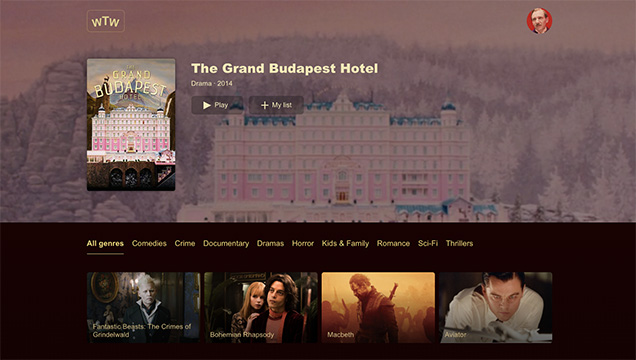 WTW
The Grand Budapest Hotel
Drama · 2014
Play
My list
THE
GRAND
BUDAPEST
HOTEL
All genres Comedies Crime Documentary Dramas Horror Kids & Family Romance Sci-Fi Thrillers
Fantastic Beasts: The Crimes of
Grindelwald
Bohemian Rhapsody
Macbeth
Aviator